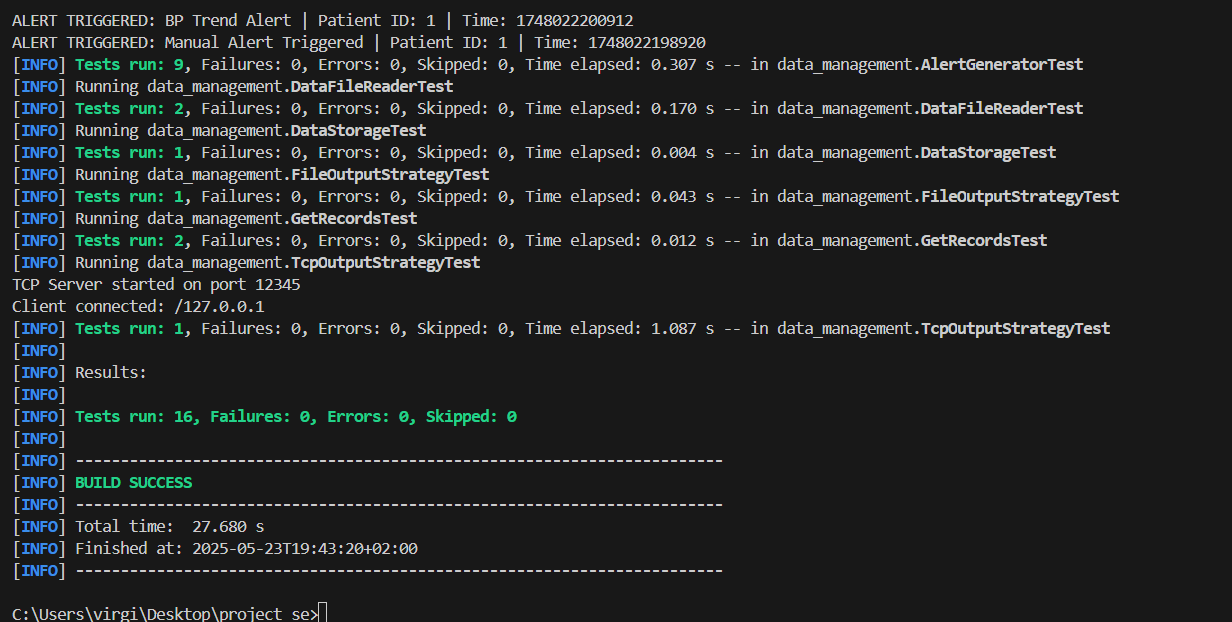 ALERT TRIGGERED: BP Trend Alert | Patient ID: 1 | Time: 1748022200912
ALERT TRIGGERED: Manual Alert Triggered | Patient ID: 1 | Time: 1748022198920
[INFO] Tests run: 9, Failures: 0, Errors: 0, Skipped: 0, Time elapsed: 0.307 s -- in data_management.AlertGeneratorTest
[INFO] Running data_management.DataFileReaderTest
[INFO] Tests run: 2, Failures: 0, Errors: 0, Skipped: 0, Time elapsed: 0.170 s -- in data_management.DataFileReaderTest
[INFO] Running data_management.DataStorageTest
[INFO] Tests run: 1, Failures: 0, Errors: 0, Skipped: 0, Time elapsed: 0.004 s -- in data_management.DataStorageTest
[INFO] Running data_management.FileOutputStrategyTest
[INFO] Tests run: 1, Failures: 0, Errors: 0, Skipped: 0, Time elapsed: 0.043 s -- in data_management.FileOutputStrategyTest
[INFO] Running data_management.GetRecordsTest
[INFO] Tests run: 2, Failures: 0, Errors: 0, Skipped: 0, Time elapsed: 0.012 s -- in data_management.GetRecordsTest
[INFO] Running data_management.TcpOutputStrategyTest
TCP Server started on port 12345
Client connected: /127.0.0.1
[INFO] Tests run: 1, Failures: 0, Errors: 0, Skipped: 0, Time elapsed: 1.087 s -- in data_management.TcpOutputStrategyTest
[INFO]
[INFO] Results:
[INFO]
[INFO] Tests run: 16, Failures: 0, Errors: 0, Skipped: 0
[INFO]
[INFO] ------------------------------------------------------------------------
[INFO] BUILD SUCCESS
[INFO] ------------------------------------------------------------------------
[INFO] Total time:  27.680 s
[INFO] Finished at: 2025-05-23T19:43:20+02:00
[INFO] ------------------------------------------------------------------------
C:\Users\virgi\Desktop\project_se>